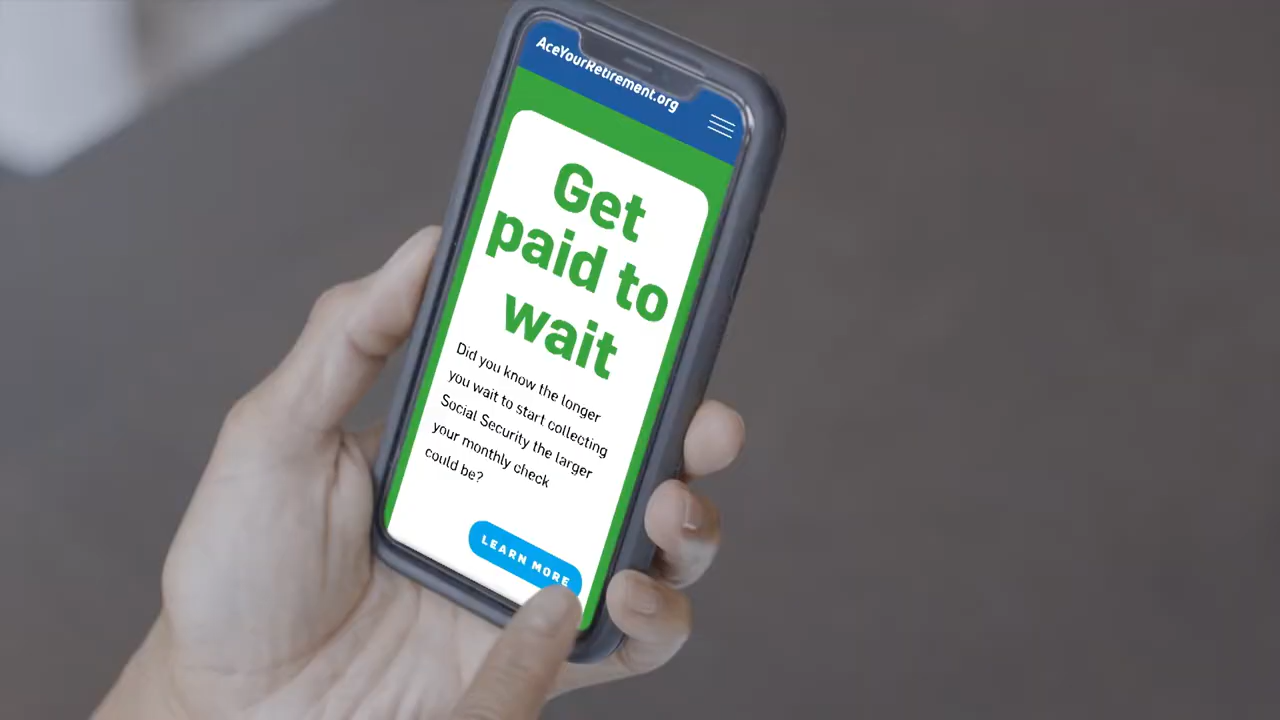 AceYourRetirement.org
Get
paid to
wait
Did you know the longer
you wait to start collecting
Social Security the larger
your monthly check
could be?
LEARN MORE